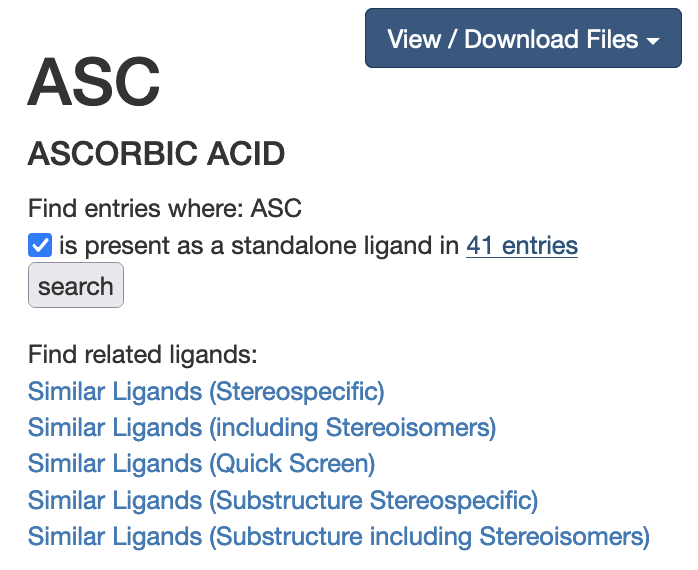 View / Download Files
ASC
ASCORBIC ACID
Find entries where: ASC
is present as a standalone ligand in 41 entries
search
Find related ligands:
Similar Ligands (Stereospecific)
Similar Ligands (including Stereoisomers)
Similar Ligands (Quick Screen)
Similar Ligands (Substructure Stereospecific)
Similar Ligands (Substructure including Stereoisomers)